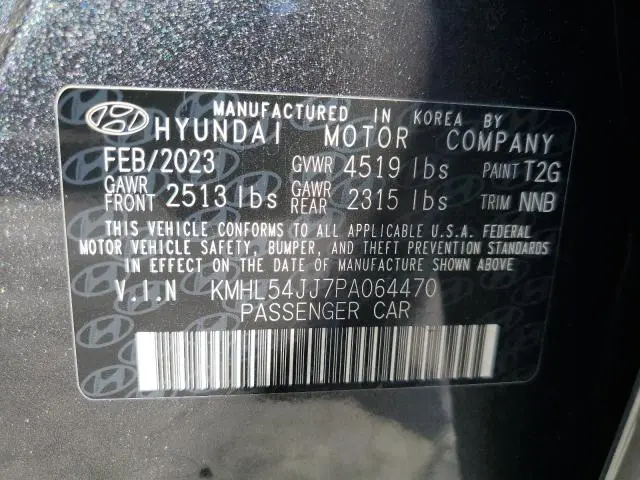 MANUFACTURED IN KOREA BY
HYUNDAI MOTOR COMPANY
FEB/2023 GVWR 4519 lbs PAINT T2G
GAWR FRONT 2513 lbs GAWR REAR 2315 lbs TRIM NNB
THIS VEHICLE CONFORMS TO ALL APPLICABLE U.S.A. FEDERAL
MOTOR VEHICLE SAFETY, BUMPER, AND THEFT PREVENTION STANDARDS
IN EFFECT ON THE DATE OF MANUFACTURE SHOWN ABOVE.
V.I.N KMHL54JJ7PA064470
PASSENGER CAR